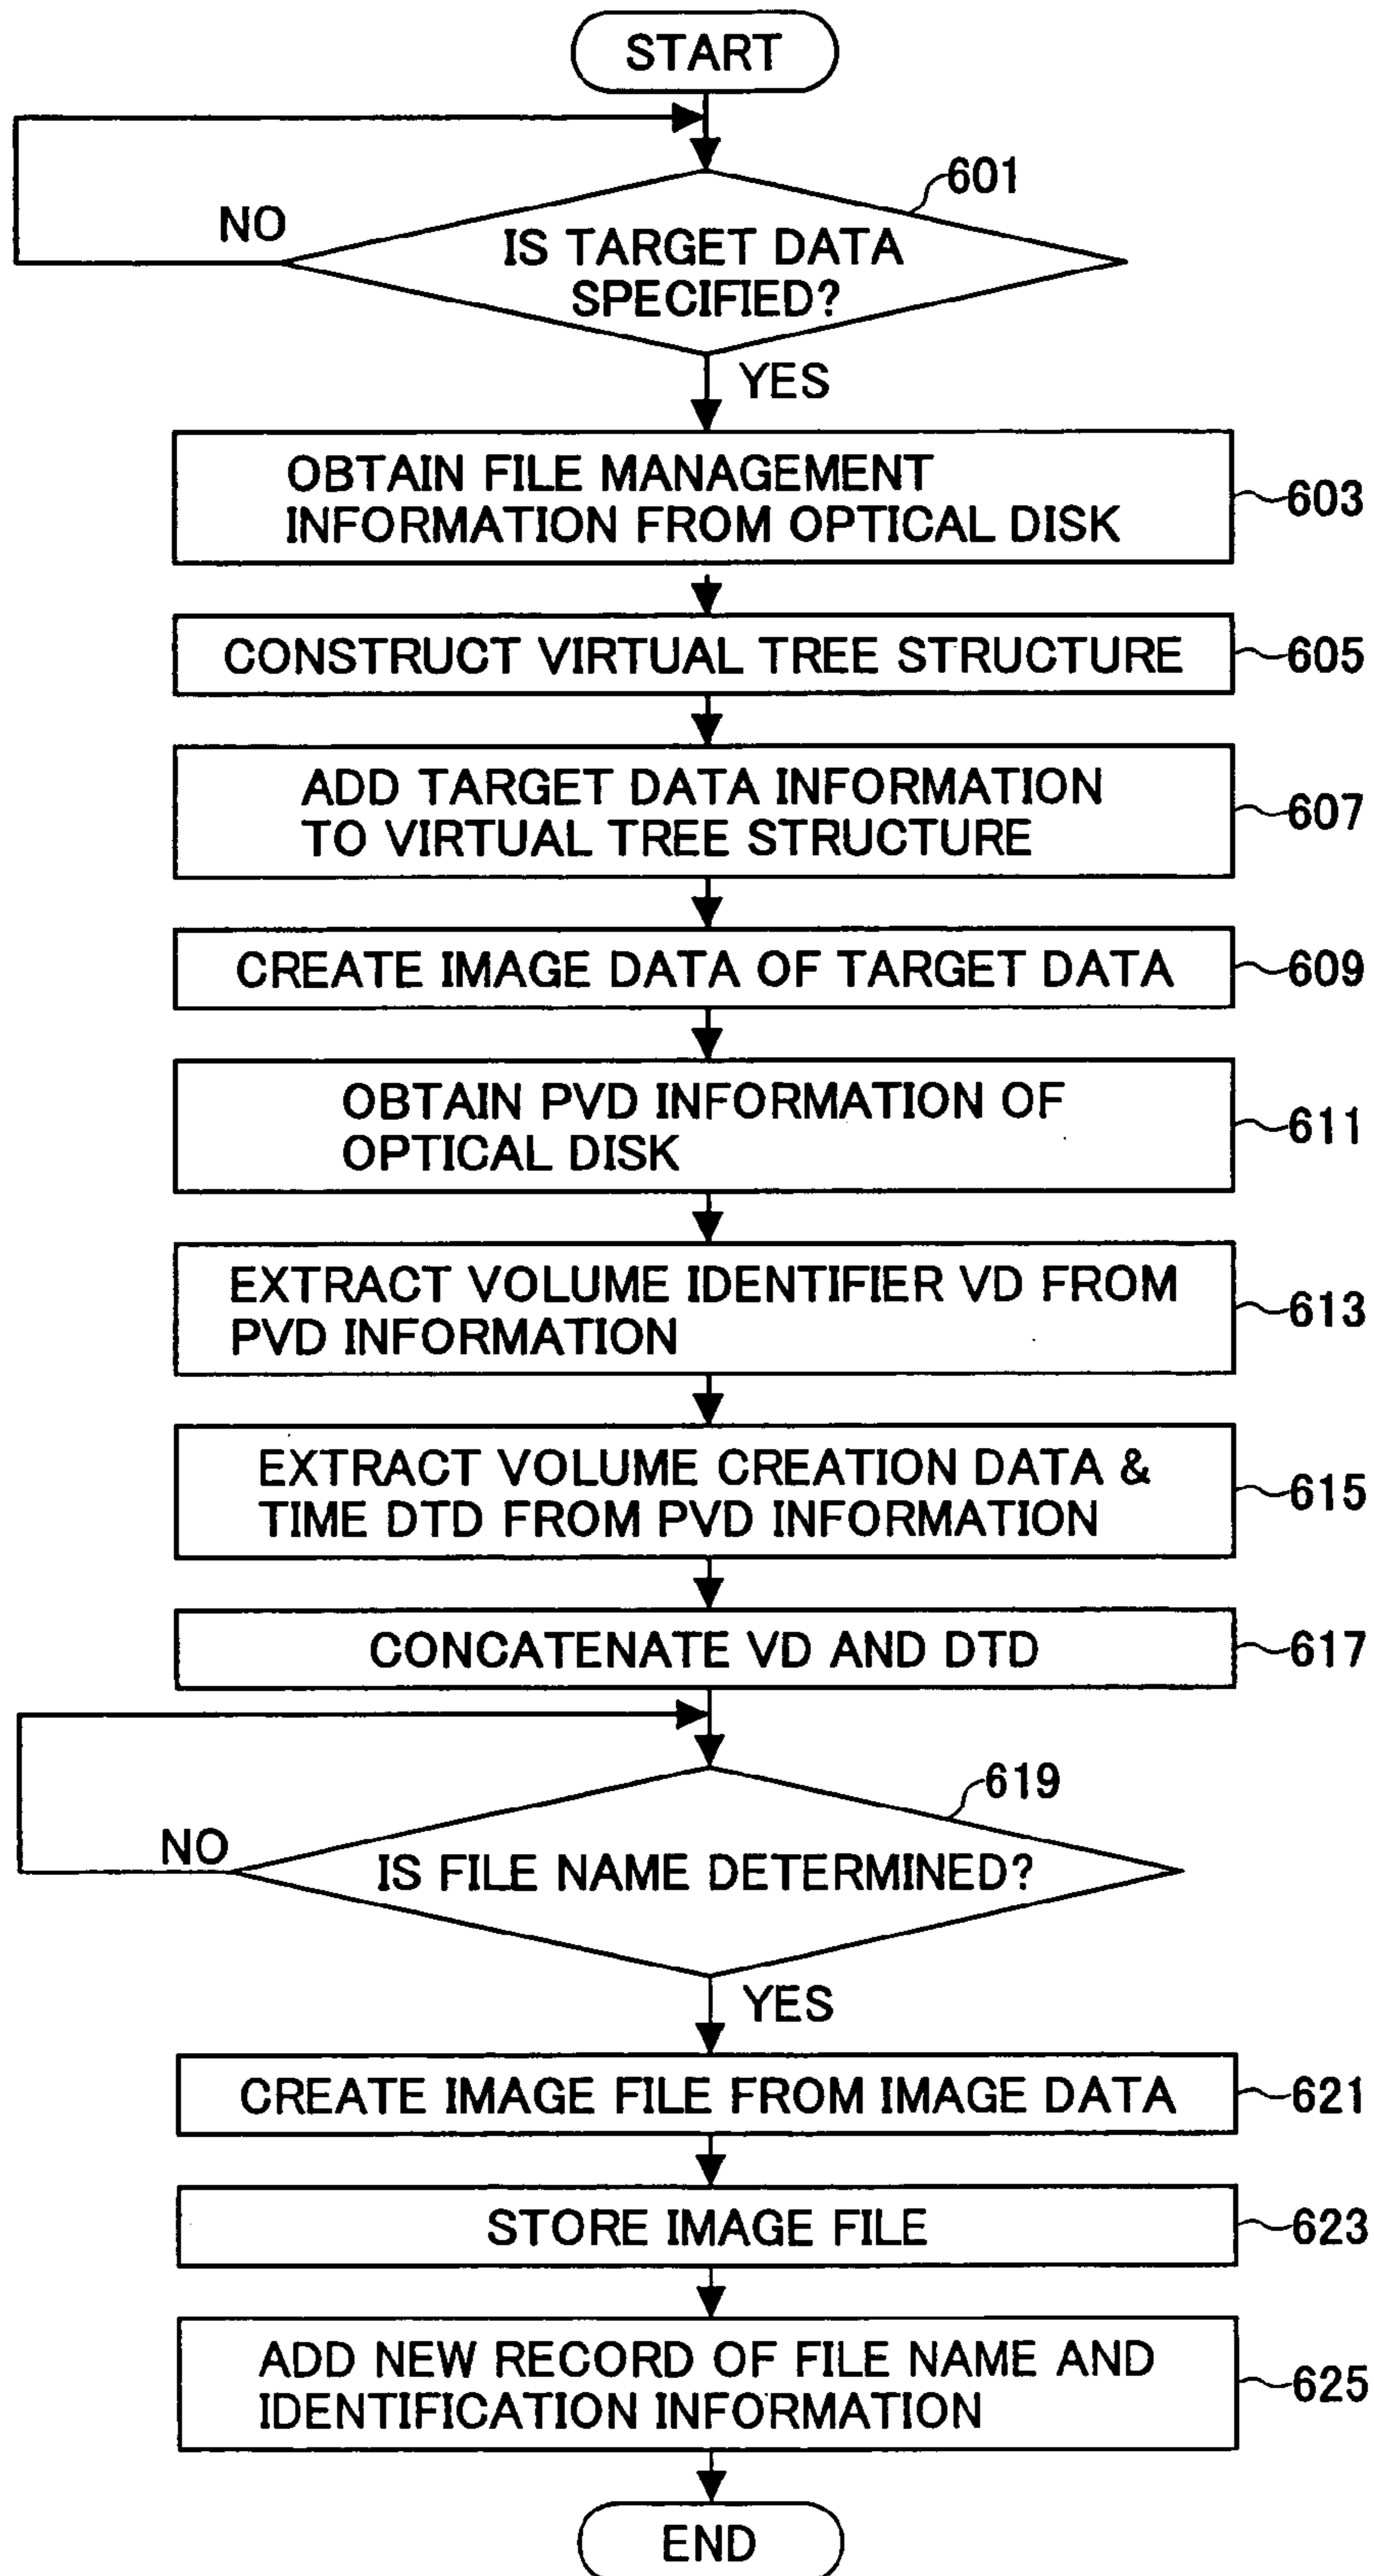 START
601
NO
IS TARGET DATA
SPECIFIED?
YES
OBTAIN FILE MANAGEMENT
INFORMATION FROM OPTICAL DISK
603
CONSTRUCT VIRTUAL TREE STRUCTURE
605
ADD TARGET DATA INFORMATION
TO VIRTUAL TREE STRUCTURE
607
CREATE IMAGE DATA OF TARGET DATA
609
OBTAIN PVD INFORMATION OF
OPTICAL DISK
611
EXTRACT VOLUME IDENTIFIER VD FROM
PVD INFORMATION
613
EXTRACT VOLUME CREATION DATA &
TIME DTD FROM PVD INFORMATION
615
CONCATENATE VD AND DTD
617
619
NO
IS FILE NAME DETERMINED?
YES
CREATE IMAGE FILE FROM IMAGE DATA
621
STORE IMAGE FILE
623
ADD NEW RECORD OF FILE NAME AND
IDENTIFICATION INFORMATION
625
END